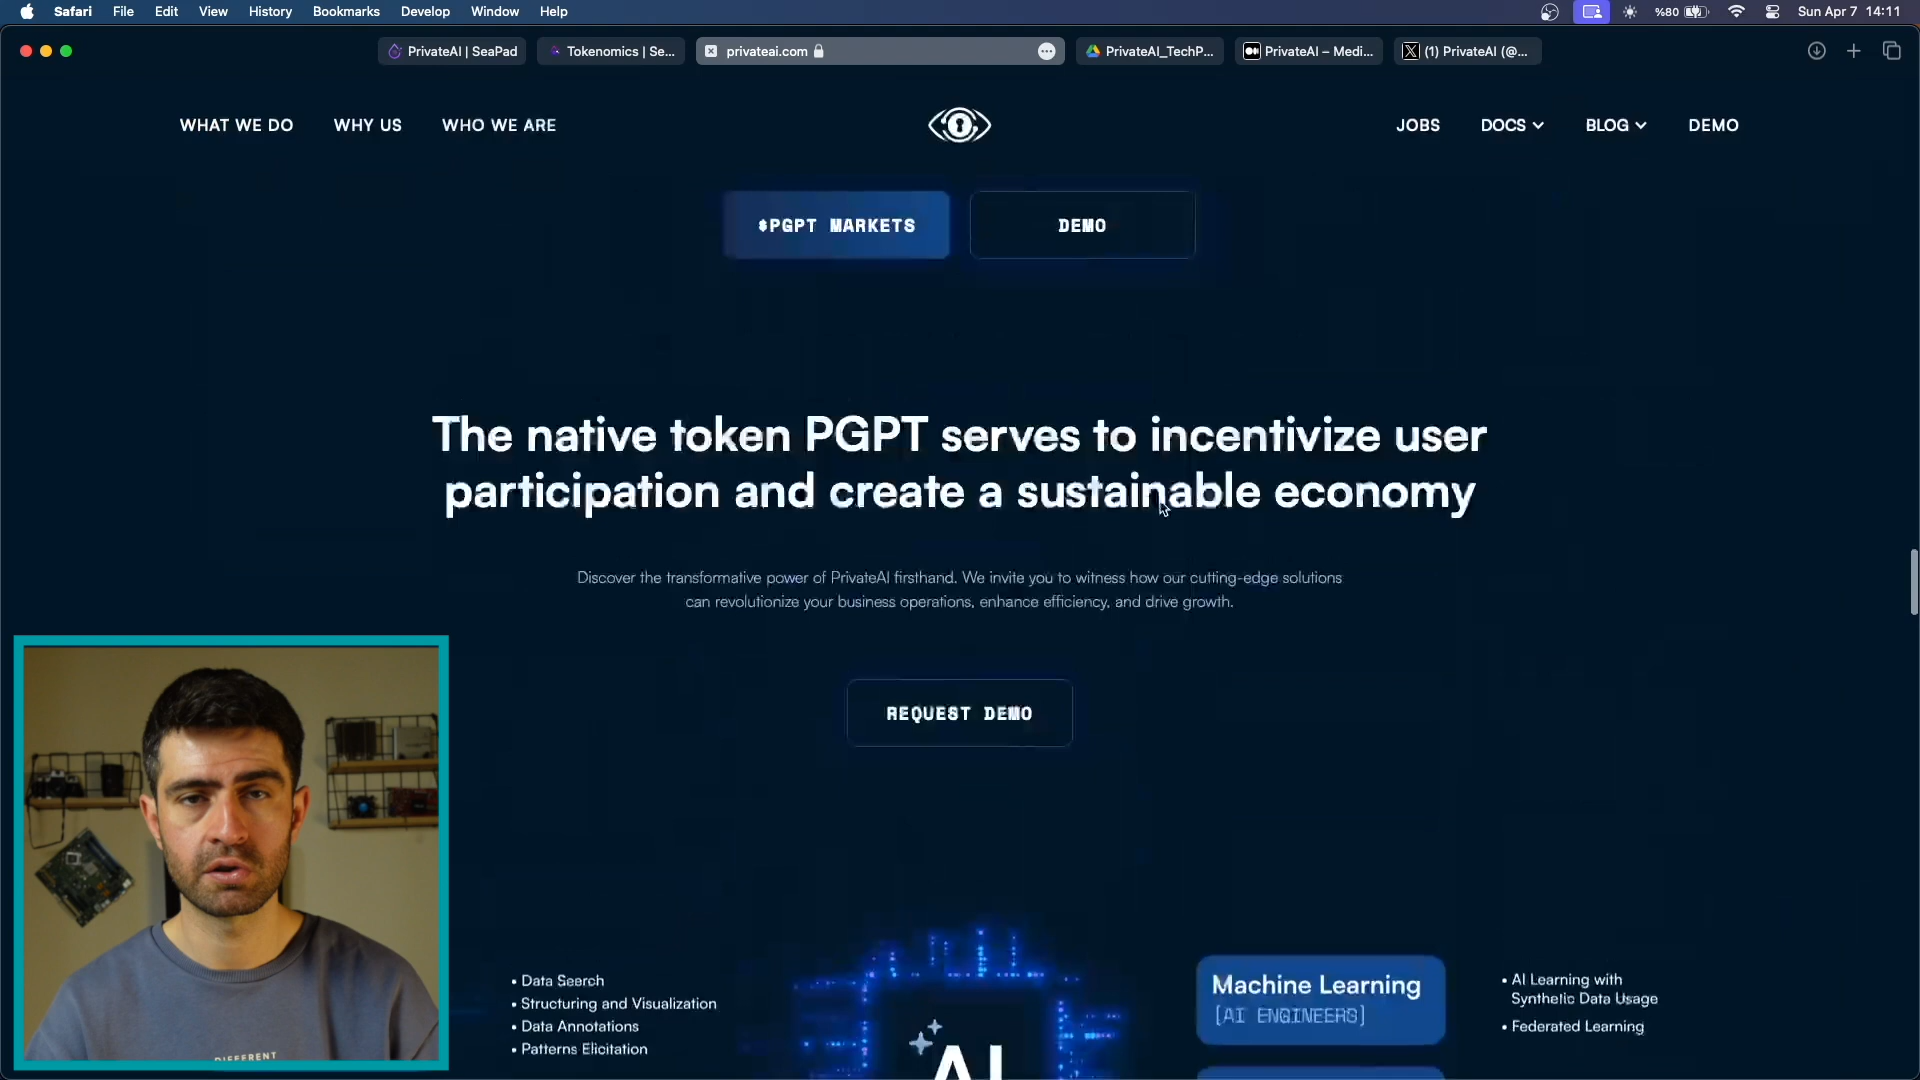 Safari File Edit View History Bookmarks Develop Window Help %80 Sun Apr 7 14:11
PrivateAI | SeaPad
Tokenomics | Se...
privateai.com
PrivateAI_TechP...
PrivateAI – Medi...
(1) PrivateAI (@...
WHAT WE DO WHY US WHO WE ARE JOBS DOCS BLOG DEMO
$PGPT MARKETS
DEMO
The native token PGPT serves to incentivize user
participation and create a sustainable economy
Discover the transformative power of PrivateAI firsthand. We invite you to witness how our cutting-edge solutions
can revolutionize your business operations, enhance efficiency, and drive growth.
REQUEST DEMO
• Data Search
• Structuring and Visualization
• Data Annotations
• Patterns Elicitation
AI
Machine Learning
[AI ENGINEERS]
• AI Learning with
Synthetic Data Usage
• Federated Learning
DIFFERENT